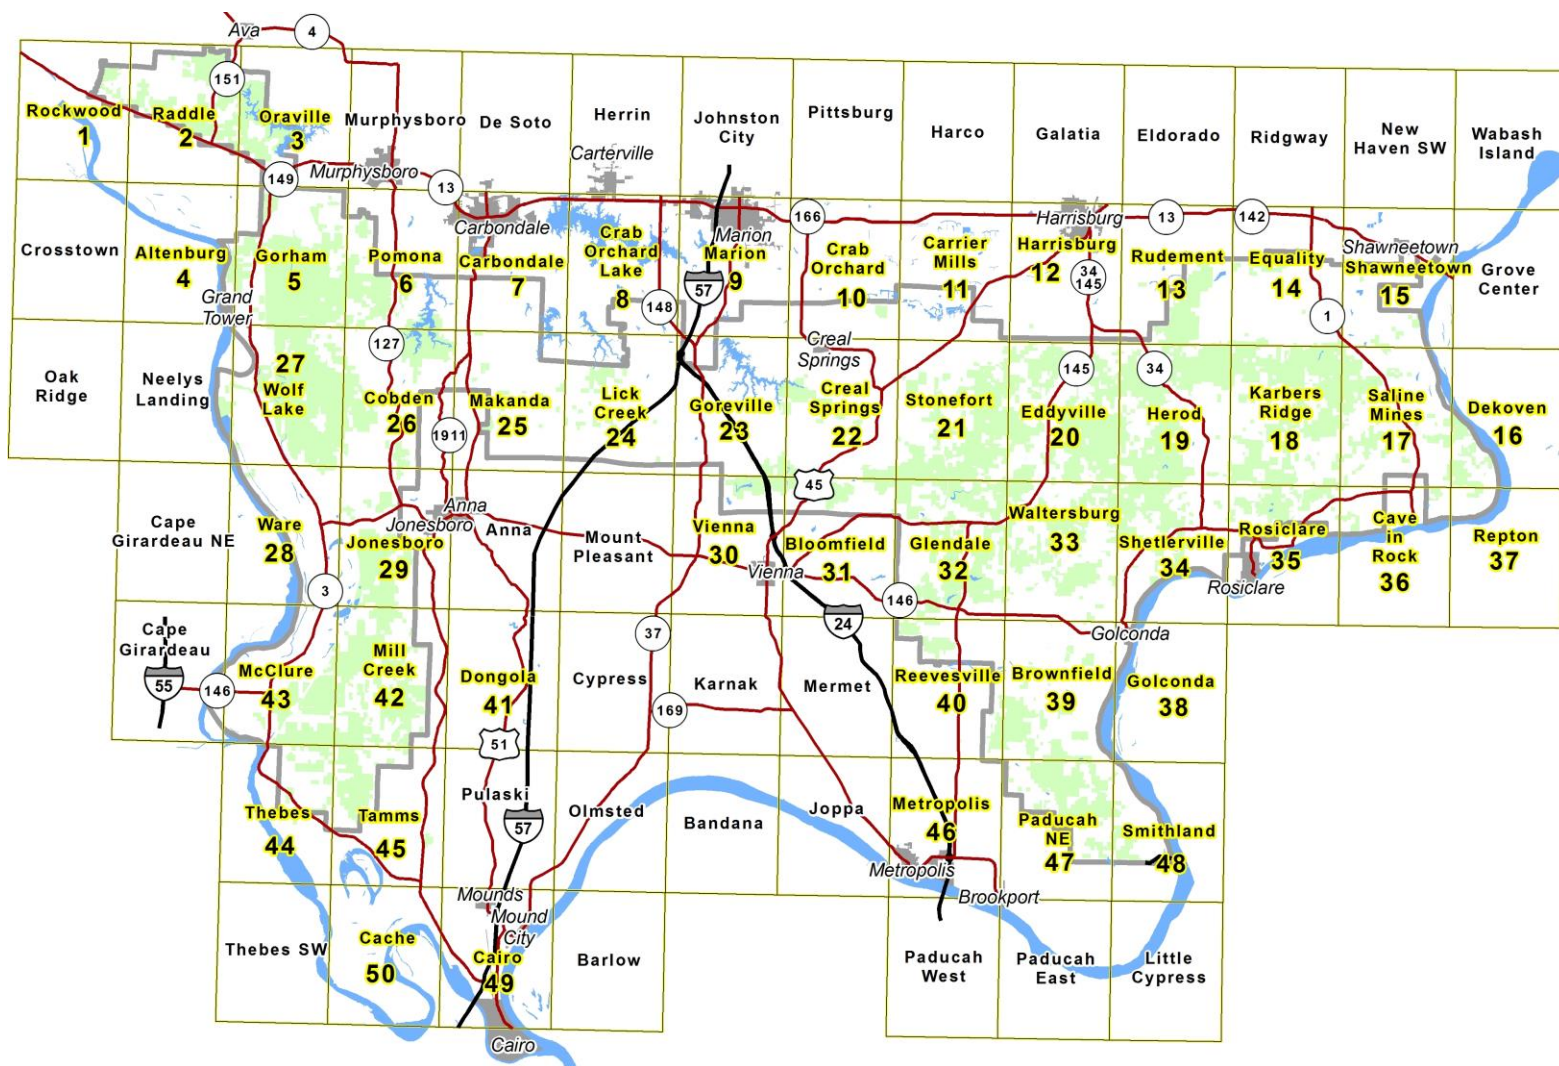 Ava
4
151
Rockwood
1
Raddle
2
Oraville
3
Murphysboro
De Soto
Herrin
Johnston
City
Pittsburg
Harco
Galatia
Eldorado
Ridgway
New
Haven SW
Wabash
Island
Carterville
Murphysboro
149
13
Carbondale
Marion
166
Harrisburg
13
142
Shawneetown
Crosstown
Altenburg
4
Gorham
5
Pomona
6
Carbondale
7
Crab
Orchard
Lake
8
148
57
Marion
9
Crab
Orchard
10
Carrier
Mills
11
Harrisburg
12
34
145
Rudement
13
Equality
14
1
Shawneetown
15
Grove
Center
Grand
Tower
127
Creal
Springs
145
34
Oak
Ridge
Neelys
Landing
27
Wolf
Lake
Cobden
26
1911
Makanda
25
Lick
Creek
24
Goreville
23
Creal
Springs
22
45
Stonefort
21
Eddyville
20
Herod
19
Karbers
Ridge
18
Saline
Mines
17
Dekoven
16
Cape
Girardeau NE
Ware
28
3
Jonesboro
Anna
Jonesboro
29
Anna
Mount
Pleasant
Vienna
30
Vienna
Bloomfield
31
146
Glendale
32
Waltersburg
33
Shetlerville
34
Rosiclare
35
Rosiclare
Cave
in
Rock
36
Repton
37
Cape
Girardeau
55
146
McClure
43
Mill
Creek
42
Dongola
41
51
Cypress
37
169
Karnak
Mermet
24
Reevesville
40
Brownfield
39
Golconda
Golconda
38
Thebes
44
Tamms
45
Pulaski
57
Olmsted
Bandana
Joppa
Metropolis
46
Metropolis
Brookport
Paducah
NE
47
Smithland
48
Thebes SW
Cache
50
Mounds
Mound
City
Cairo
49
Cairo
Barlow
Paducah
West
Paducah
East
Little
Cypress